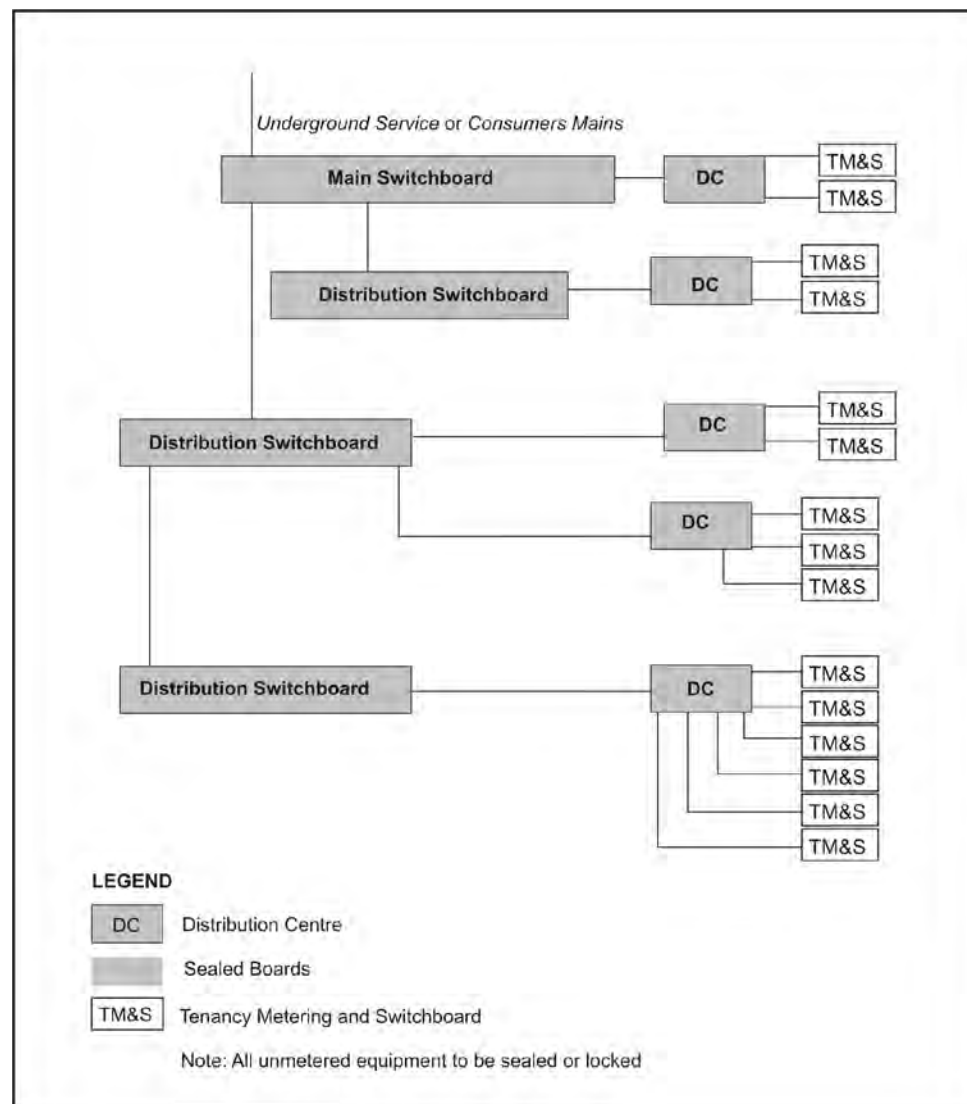 Underground Service or Consumers Mains
Main Switchboard
DC
TM&S
TM&S
Distribution Switchboard
DC
TM&S
TM&S
Distribution Switchboard
DC
TM&S
TM&S
DC
TM&S
TM&S
TM&S
Distribution Switchboard
DC
TM&S
TM&S
TM&S
TM&S
TM&S
TM&S
LEGEND
DC Distribution Centre
Sealed Boards
TM&S Tenancy Metering and Switchboard
Note: All unmetered equipment to be sealed or locked